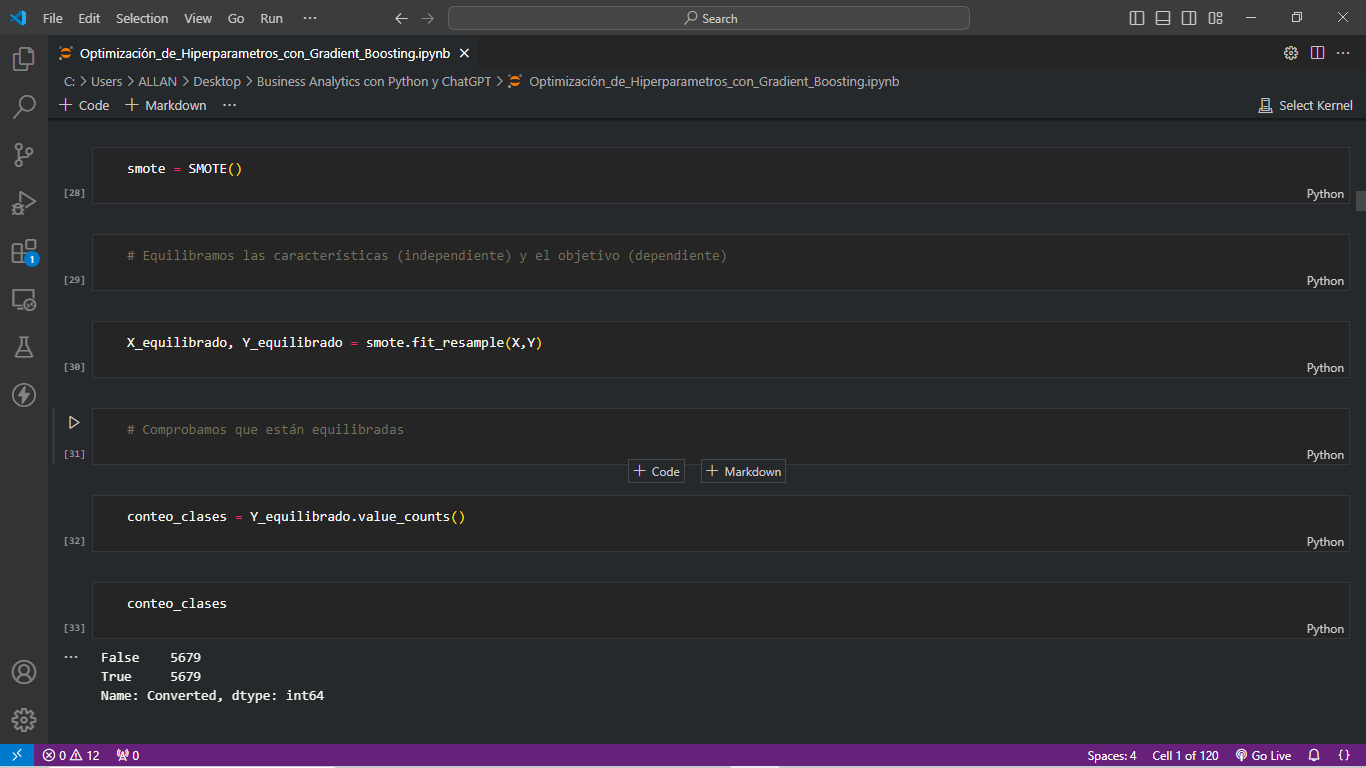 File Edit Selection View Go Run ··· Search
Optimización_de_Hiperparametros_con_Gradient_Boosting.ipynb
C: > Users > ALLAN > Desktop > Business Analytics con Python y ChatGPT > Optimización_de_Hiperparametros_con_Gradient_Boosting.ipynb
+ Code + Markdown ··· Select Kernel
smote = SMOTE()
[28] Python
# Equilibramos las características (independiente) y el objetivo (dependiente)
[29] Python
X_equilibrado, Y_equilibrado = smote.fit_resample(X,Y)
[30] Python
1
# Comprobamos que están equilibradas
[31] Python
+ Code + Markdown
conteo_clases = Y_equilibrado.value_counts()
[32] Python
conteo_clases
[33] Python
··· False 5679
True 5679
Name: Converted, dtype: int64
0 12 0 Spaces: 4 Cell 1 of 120 Go Live {}